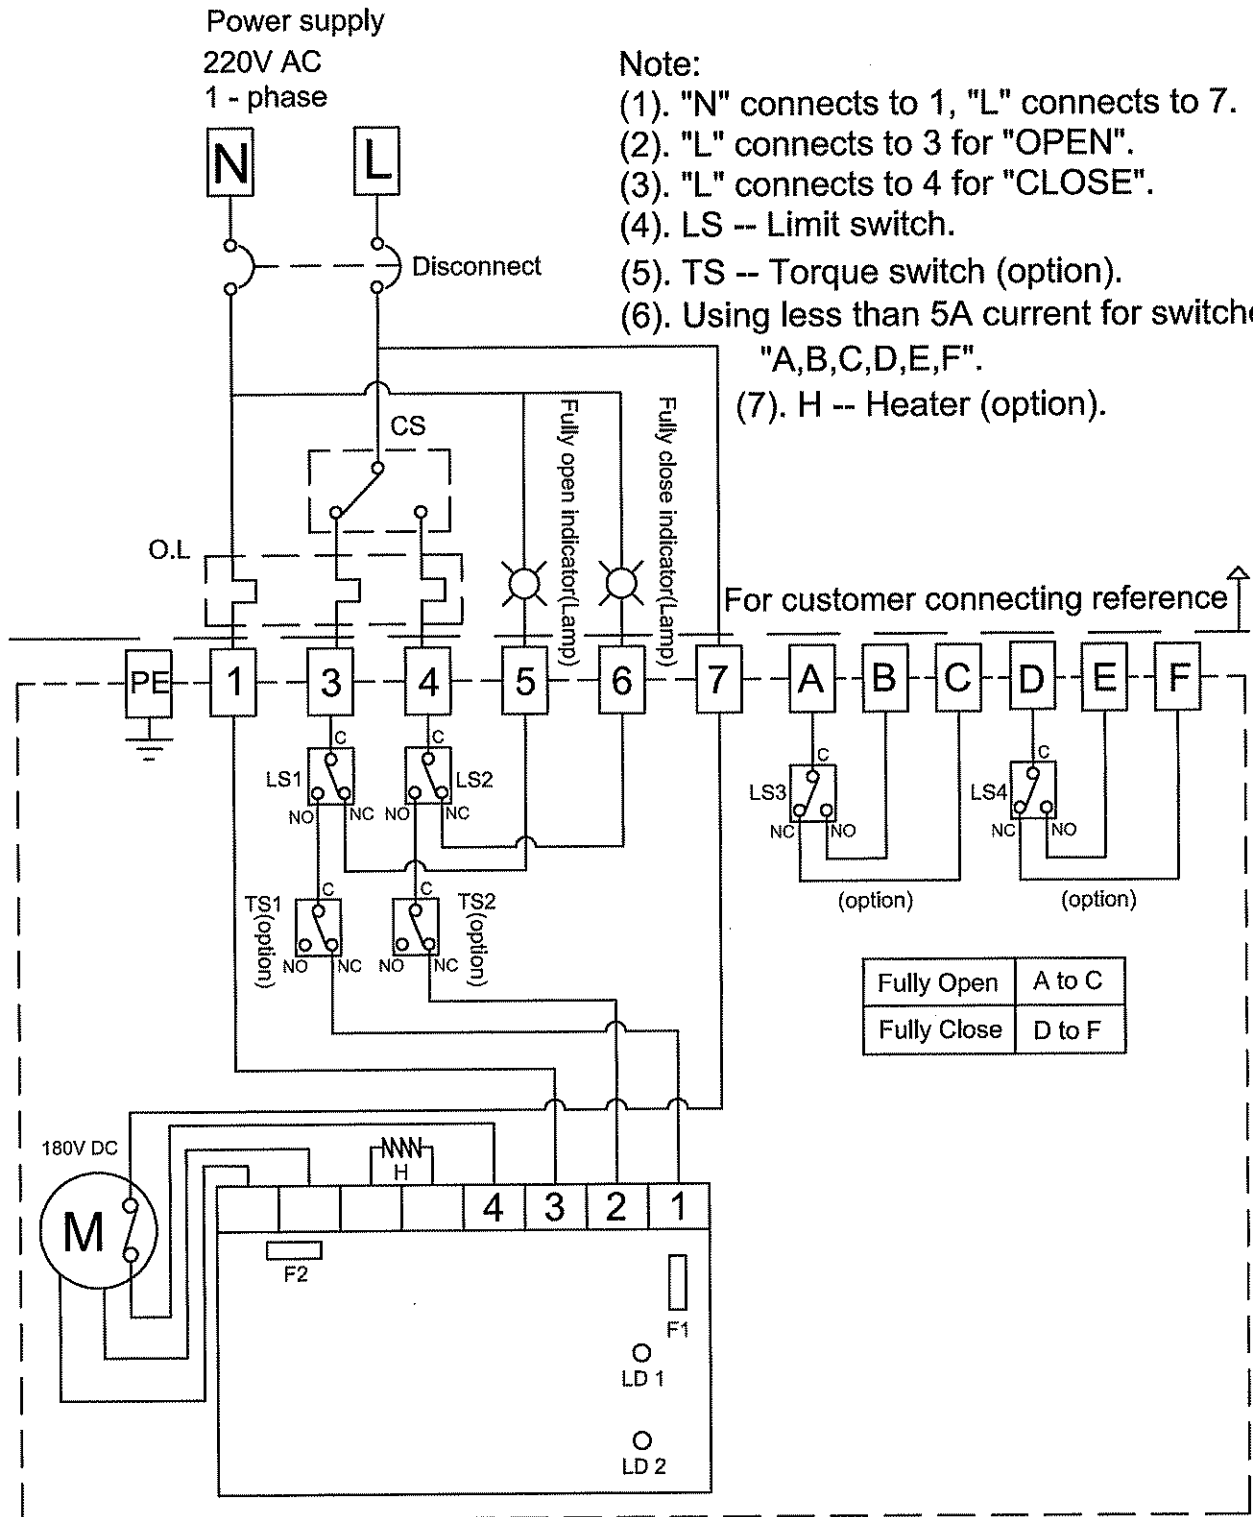 Power supply
220V AC
1 - phase
N
L
Disconnect
Note:
(1). "N" connects to 1, "L" connects to 7.
(2). "L" connects to 3 for "OPEN".
(3). "L" connects to 4 for "CLOSE".
(4). LS -- Limit switch.
(5). TS -- Torque switch (option).
(6). Using less than 5A current for switche
"A,B,C,D,E,F".
(7). H -- Heater (option).
CS
O.L
Fully open indicator(Lamp)
Fully close indicator(Lamp)
For customer connecting reference
PE 1 3 4 5 6 7 A B C D E F
C C C C
LS1 LS2 LS3 LS4
NO NC NO NC NC NO NC NO
C C
TS1 (option) TS2 (option) (option) (option)
NO NC NO NC
Fully Open A to C
Fully Close D to F
180V DC
M
H
4 3 2 1
F2
F1
LD 1
LD 2